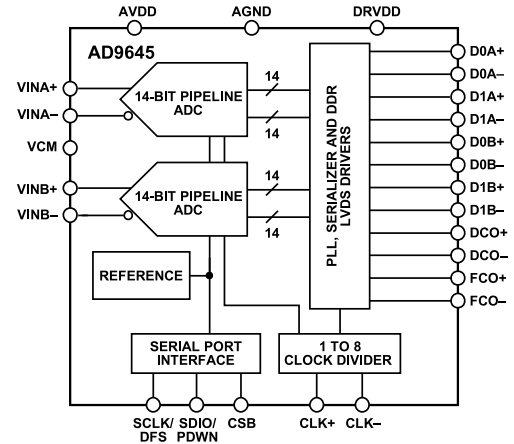 AVDD
AGND
DRVDD
AD9645
VINA+
VINA–
VCM
VINB+
VINB–
14-BIT PIPELINE
ADC
14
14
14-BIT PIPELINE
ADC
14
14
REFERENCE
PLL, SERIALIZER AND DDR
LVDS DRIVERS
SERIAL PORT
INTERFACE
1 TO 8
CLOCK DIVIDER
D0A+
D0A–
D1A+
D1A–
D0B+
D0B–
D1B+
D1B–
DCO+
DCO–
FCO+
FCO–
SCLK/
DFS
SDIO/
PDWN
CSB
CLK+
CLK–